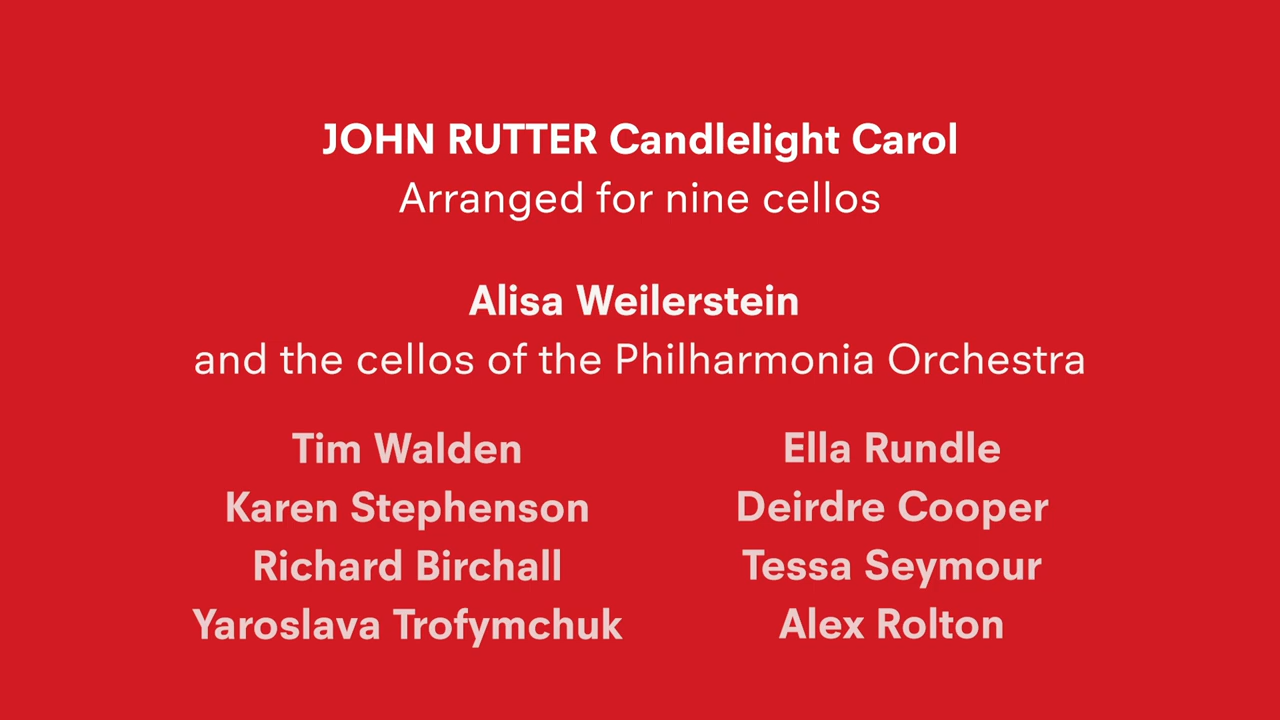 JOHN RUTTER Candlelight Carol
Arranged for nine cellos
Alisa Weilerstein
and the cellos of the Philharmonia Orchestra
Tim Walden
Karen Stephenson
Richard Birchall
Yaroslava Trofymchuk
Ella Rundle
Deirdre Cooper
Tessa Seymour
Alex Rolton